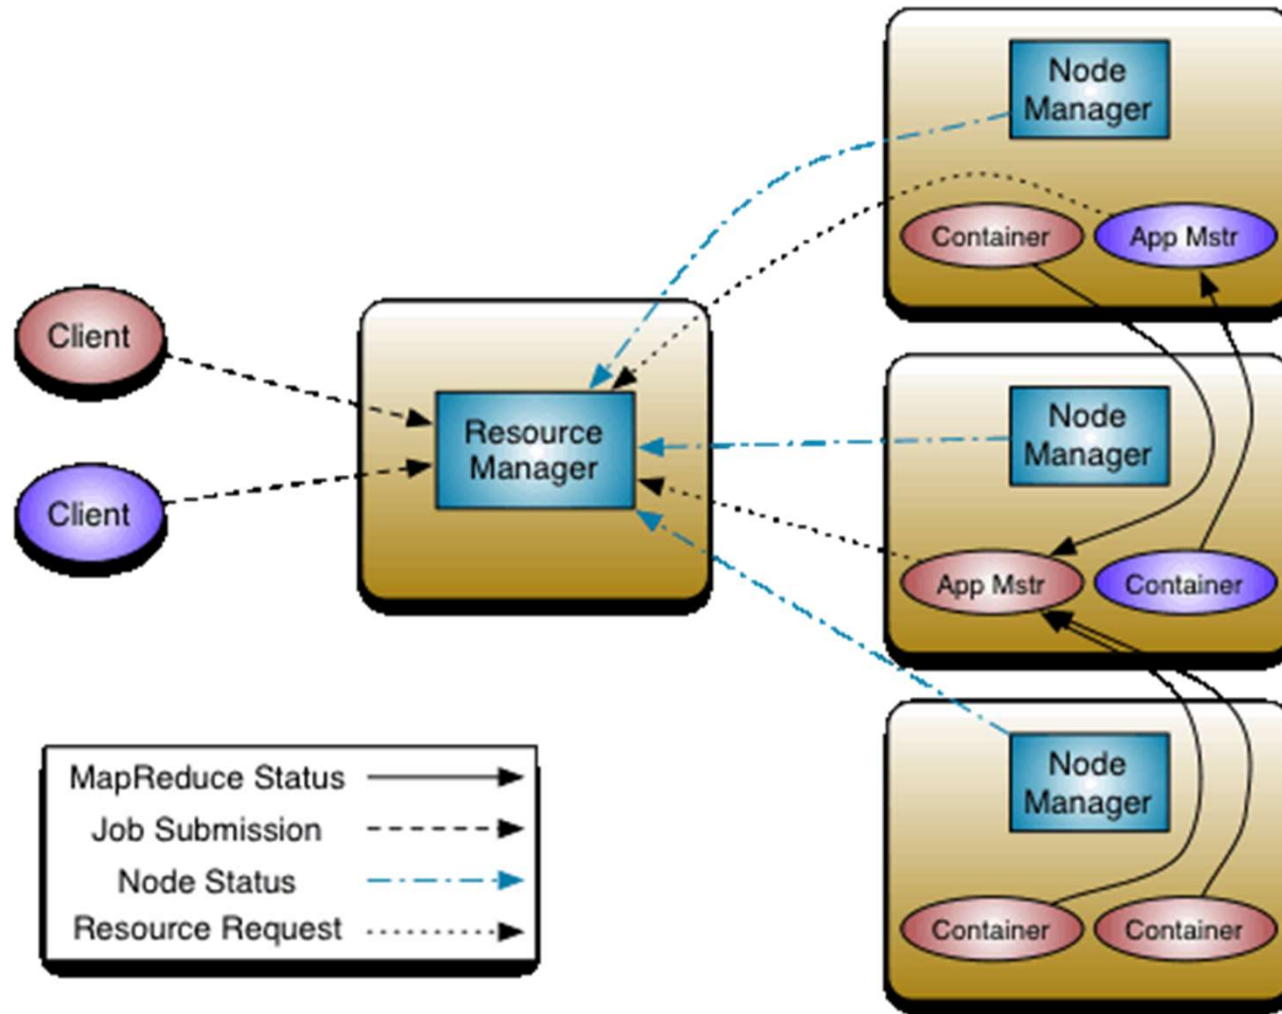 Node
Manager
Container
App Mstr
Client
Client
Resource
Manager
Node
Manager
App Mstr
Container
Node
Manager
Container
Container
MapReduce Status
Job Submission
Node Status
Resource Request